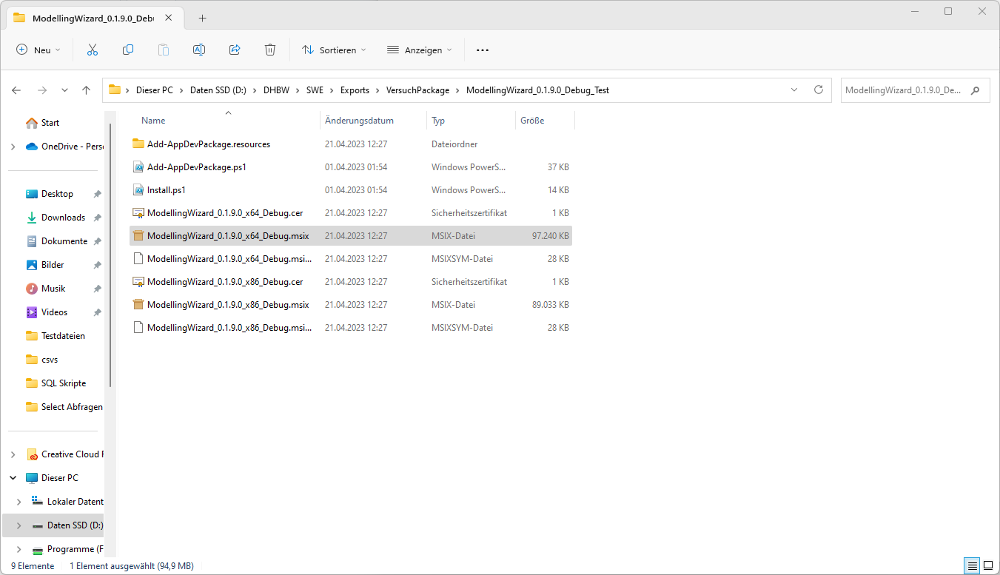 ModellingWizard_0.1.9.0_Debu
Neu
Sortieren
Anzeigen
Dieser PC > Daten SSD (D:) > DHBW > SWE > Exports > VersuchPackage > ModellingWizard_0.1.9.0_Debug_Test
ModellingWizard_0.1.9.0_De...
Start
OneDrive - Perso
Desktop
Downloads
Dokumente
Bilder
Musik
Videos
Testdateien
csvs
SQL Skripte
Select Abfragen
Creative Cloud F
Dieser PC
Lokaler Datent
Daten SSD (D:)
Programme (F
Name Änderungsdatum Typ Größe
Add-AppDevPackage.resources 21.04.2023 12:27 Dateiordner
Add-AppDevPackage.ps1 01.04.2023 01:54 Windows PowerS... 37 KB
Install.ps1 01.04.2023 01:54 Windows PowerS... 14 KB
ModellingWizard_0.1.9.0_x64_Debug.cer 21.04.2023 12:27 Sicherheitszertifikat 1 KB
ModellingWizard_0.1.9.0_x64_Debug.msix 21.04.2023 12:27 MSIX-Datei 97.240 KB
ModellingWizard_0.1.9.0_x64_Debug.msi... 21.04.2023 12:27 MSIXSYM-Datei 28 KB
ModellingWizard_0.1.9.0_x86_Debug.cer 21.04.2023 12:27 Sicherheitszertifikat 1 KB
ModellingWizard_0.1.9.0_x86_Debug.msix 21.04.2023 12:27 MSIX-Datei 89.033 KB
ModellingWizard_0.1.9.0_x86_Debug.msi... 21.04.2023 12:27 MSIXSYM-Datei 28 KB
9 Elemente 1 Element ausgewählt (94,9 MB)